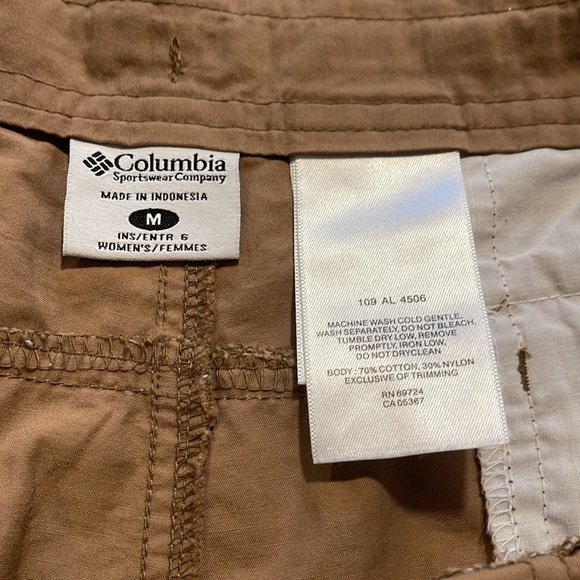 Columbia
Sportswear Company
MADE IN INDONESIA
M
INS/ENTR 6
WOMEN'S/FEMMES
109 AL 4506
MACHINE WASH COLD GENTLE,
WASH SEPARATELY, DO NOT BLEACH,
TUMBLE DRY LOW, REMOVE
PROMPTLY, IRON LOW,
DO NOT DRYCLEAN
BODY : 70% COTTON, 30% NYLON
EXCLUSIVE OF TRIMMING
RN 69724
CA 05367